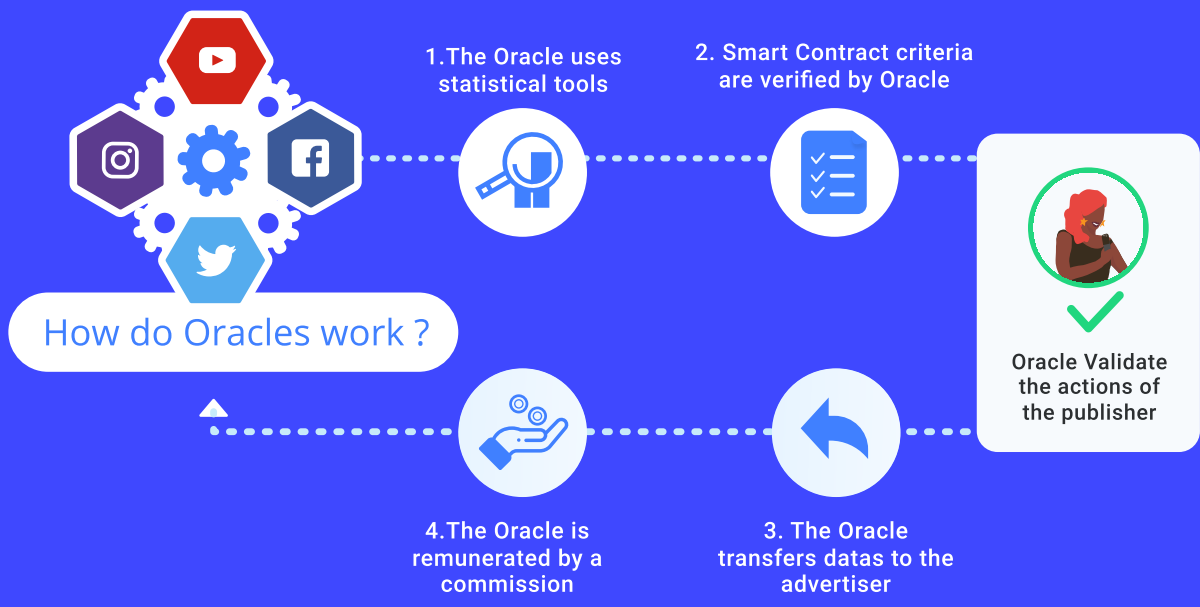 1.The Oracle uses
statistical tools
2. Smart Contract criteria
are verified by Oracle
How do Oracles work ?
Oracle Validate
the actions of
the publisher
4.The Oracle is
remunerated by a
commission
3. The Oracle
transfers datas to the
advertiser